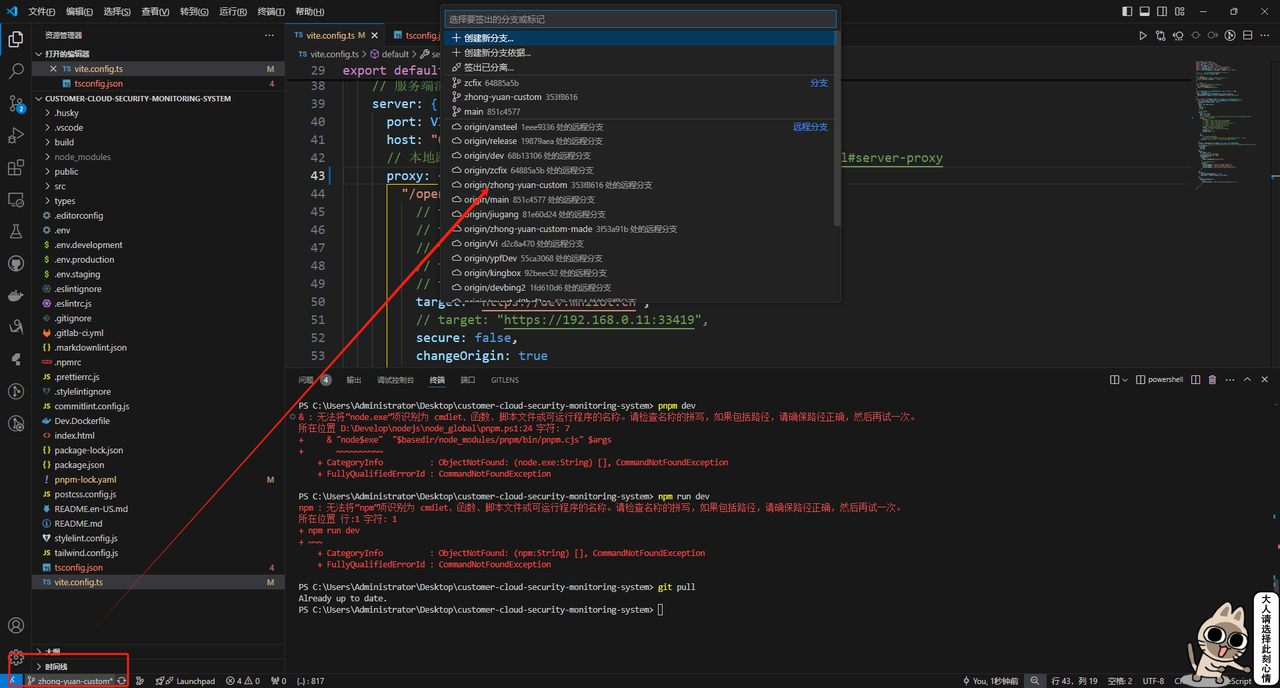 文件(F) 编辑(E) 选择(S) 查看(V) 转到(G) 运行(R) 终端(T) 帮助(H)
选择要签出的分支或标记
创建新分支...
创建新分支依据...
签出已分离...
zcfix 64885a5b 分支
zhong-yuan-custom 353f8616
main 851c4577
origin/ansteel 1eee9336 处的远程分支 远程分支
origin/release 19879aea 处的远程分支
origin/dev 68b13106 处的远程分支
origin/zcfix 64885a5b 处的远程分支
origin/zhong-yuan-custom 353f8616 处的远程分支
origin/main 851c4577 处的远程分支
origin/jiugang 81e60d24 处的远程分支
origin/zhong-yuan-custom-made 3f53a91b 处的远程分支
origin/Vi d2c8a470 处的远程分支
origin/ypfDev 55ca3068 处的远程分支
origin/kingbox 92beec92 处的远程分支
origin/devbing2 1fd610d6 处的远程分支
资源管理器
打开的编辑器
TS vite.config.ts M
tsconfig.json 4
CUSTOMER-CLOUD-SECURITY-MONITORING-SYSTEM
.husky
.vscode
build
node_modules
public
src
types
.editorconfig
.env
$ .env.development
$ .env.production
$ .env.staging
.eslintignore
.eslintrc.js
.gitignore
.gitlab-ci.yml
{} .markdownlint.json
.npmrc
JS .prettierrc.js
.stylelintignore
JS commitlint.config.js
Dev.Dockerfile
<> index.html
{} package-lock.json
{} package.json
! pnpm-lock.yaml M
JS postcss.config.js
README.en-US.md
README.md
stylelint.config.js
JS tailwind.config.js
tsconfig.json 4
TS vite.config.ts M
大纲
时间线
TS vite.config.ts M tsconfig.j
TS vite.config.ts > default >
29 export defaul
38 //
39 server: {
40 port: V
41 host: "
42 // 本地 l#server-proxy
43 proxy:
44 "/ope
45 //
46 //
47 //
48 //
49 //
50 target:
51 // target: "https://192.168.0.11:33419",
52 secure: false,
53 changeOrigin: true
问题 4 输出 调试控制台 终端 端口 GITLENS
powershell
PS C:\Users\Administrator\Desktop\customer-cloud-security-monitoring-system> pnpm dev
& : 无法将“node.exe”项识别为 cmdlet、函数、脚本文件或可运行程序的名称。请检查名称的拼写，如果包括路径，请确保路径正确，然后再试一次。
所在位置 D:\Develop\nodejs\node_global\pnpm.ps1:24 字符: 7
+ & "node$exe" "$basedir/node_modules/pnpm/bin/pnpm.cjs" $args
+ ~~~~~~~~~~
+ CategoryInfo : ObjectNotFound: (node.exe:String) [], CommandNotFoundException
+ FullyQualifiedErrorId : CommandNotFoundException
PS C:\Users\Administrator\Desktop\customer-cloud-security-monitoring-system> npm run dev
npm : 无法将“npm”项识别为 cmdlet、函数、脚本文件或可运行程序的名称。请检查名称的拼写，如果包括路径，请确保路径正确，然后再试一次。
所在位置 行:1 字符: 1
+ npm run dev
+ ~~~
+ CategoryInfo : ObjectNotFound: (npm:String) [], CommandNotFoundException
+ FullyQualifiedErrorId : CommandNotFoundException
PS C:\Users\Administrator\Desktop\customer-cloud-security-monitoring-system> git pull
Already up to date.
PS C:\Users\Administrator\Desktop\customer-cloud-security-monitoring-system>
大人请选择此刻心情
2
zhong-yuan-custom* Launchpad 4 0 0 {..} : 817
You, 1秒钟前 行 43，列 19 空格: 2 UTF-8